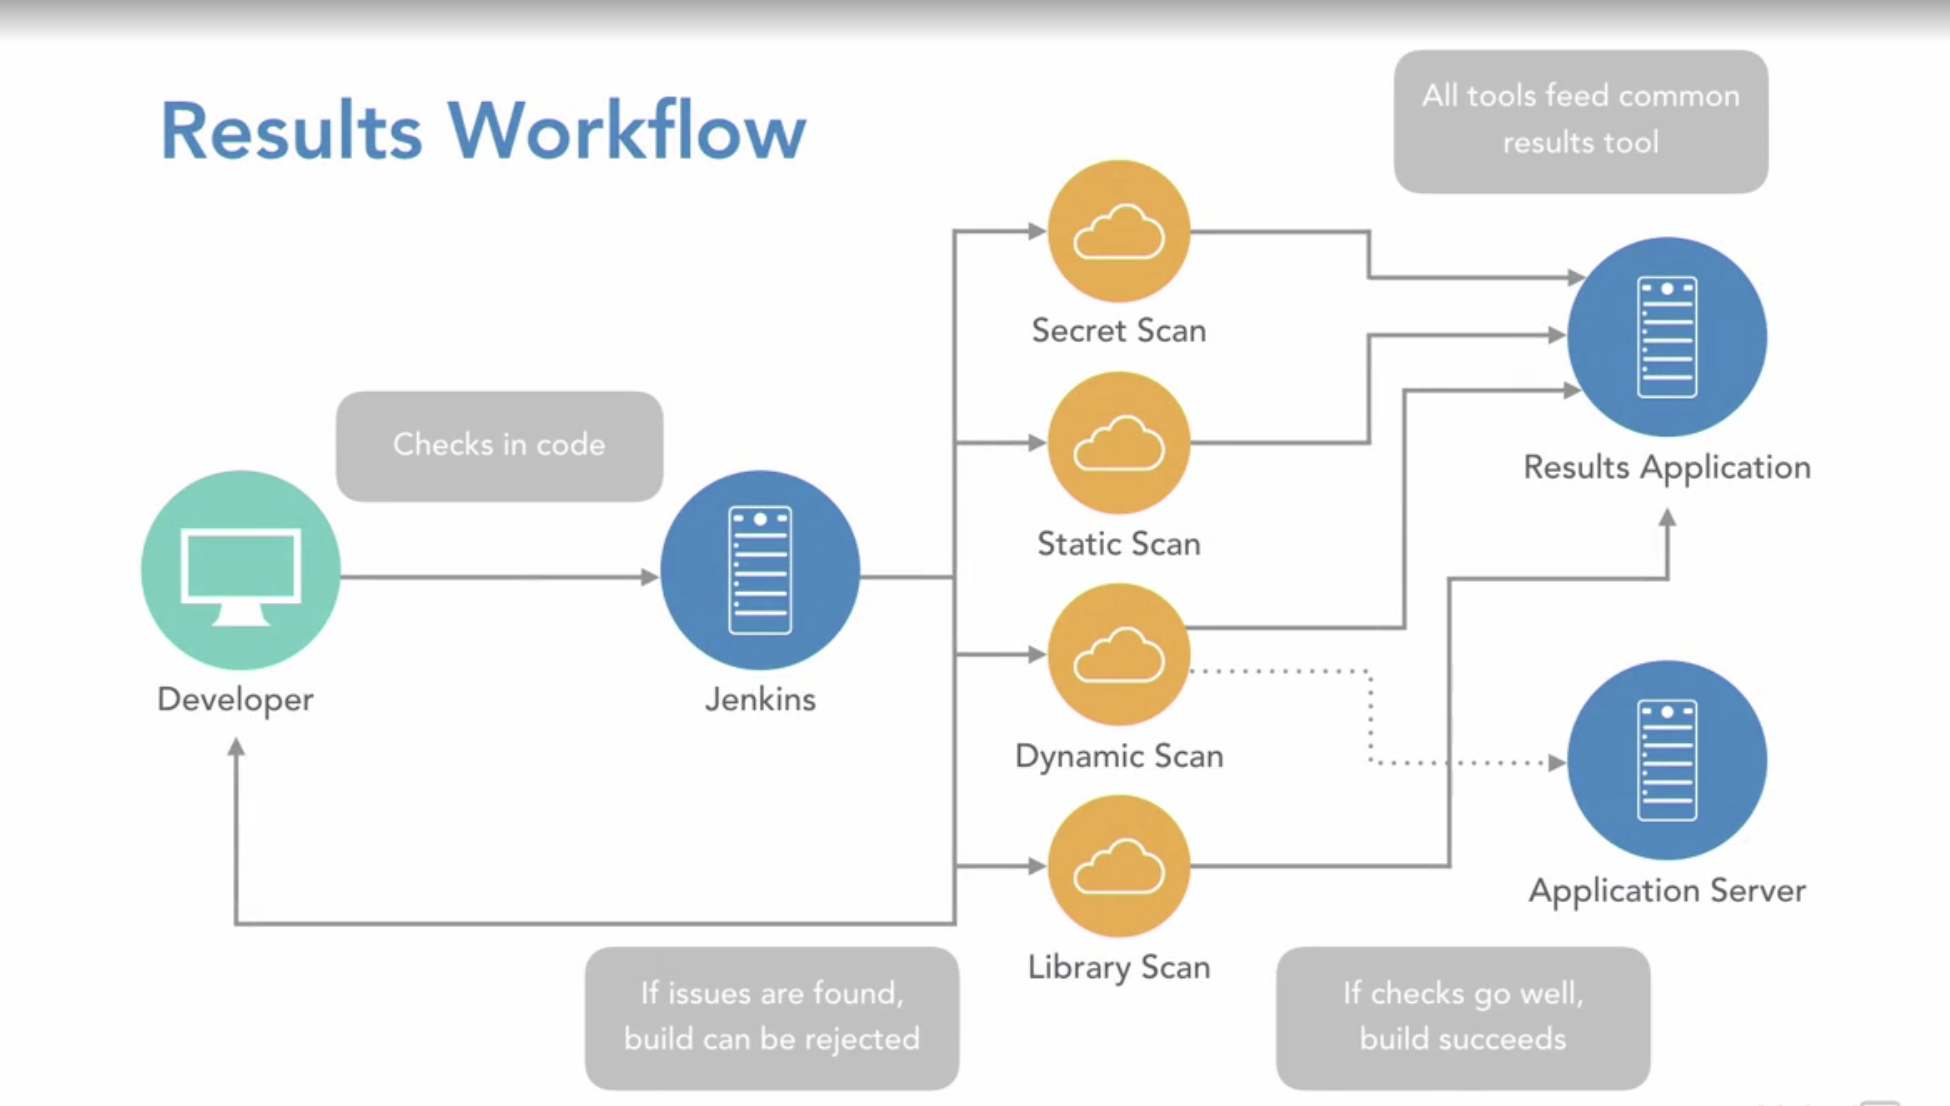 Results Workflow
All tools feed common
results tool
Secret Scan
Checks in code
Results Application
Static Scan
Developer
Jenkins
Dynamic Scan
Application Server
Library Scan
If issues are found,
build can be rejected
If checks go well,
build succeeds